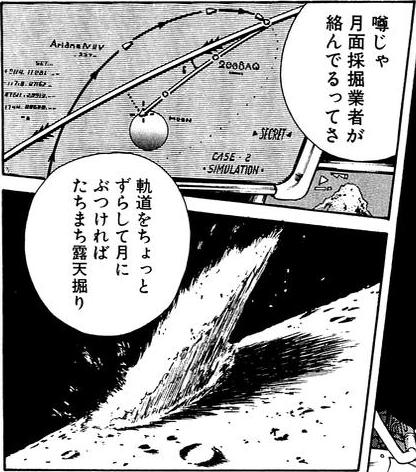 噂じゃ
月面採掘業者が
絡んでるってさ
2008AQ
MOON
▶SECRET◀
CASE-2
▶SIMULATION◀
軌道をちょっと
ずらして月に
ぶつければ
たちまち露天掘り